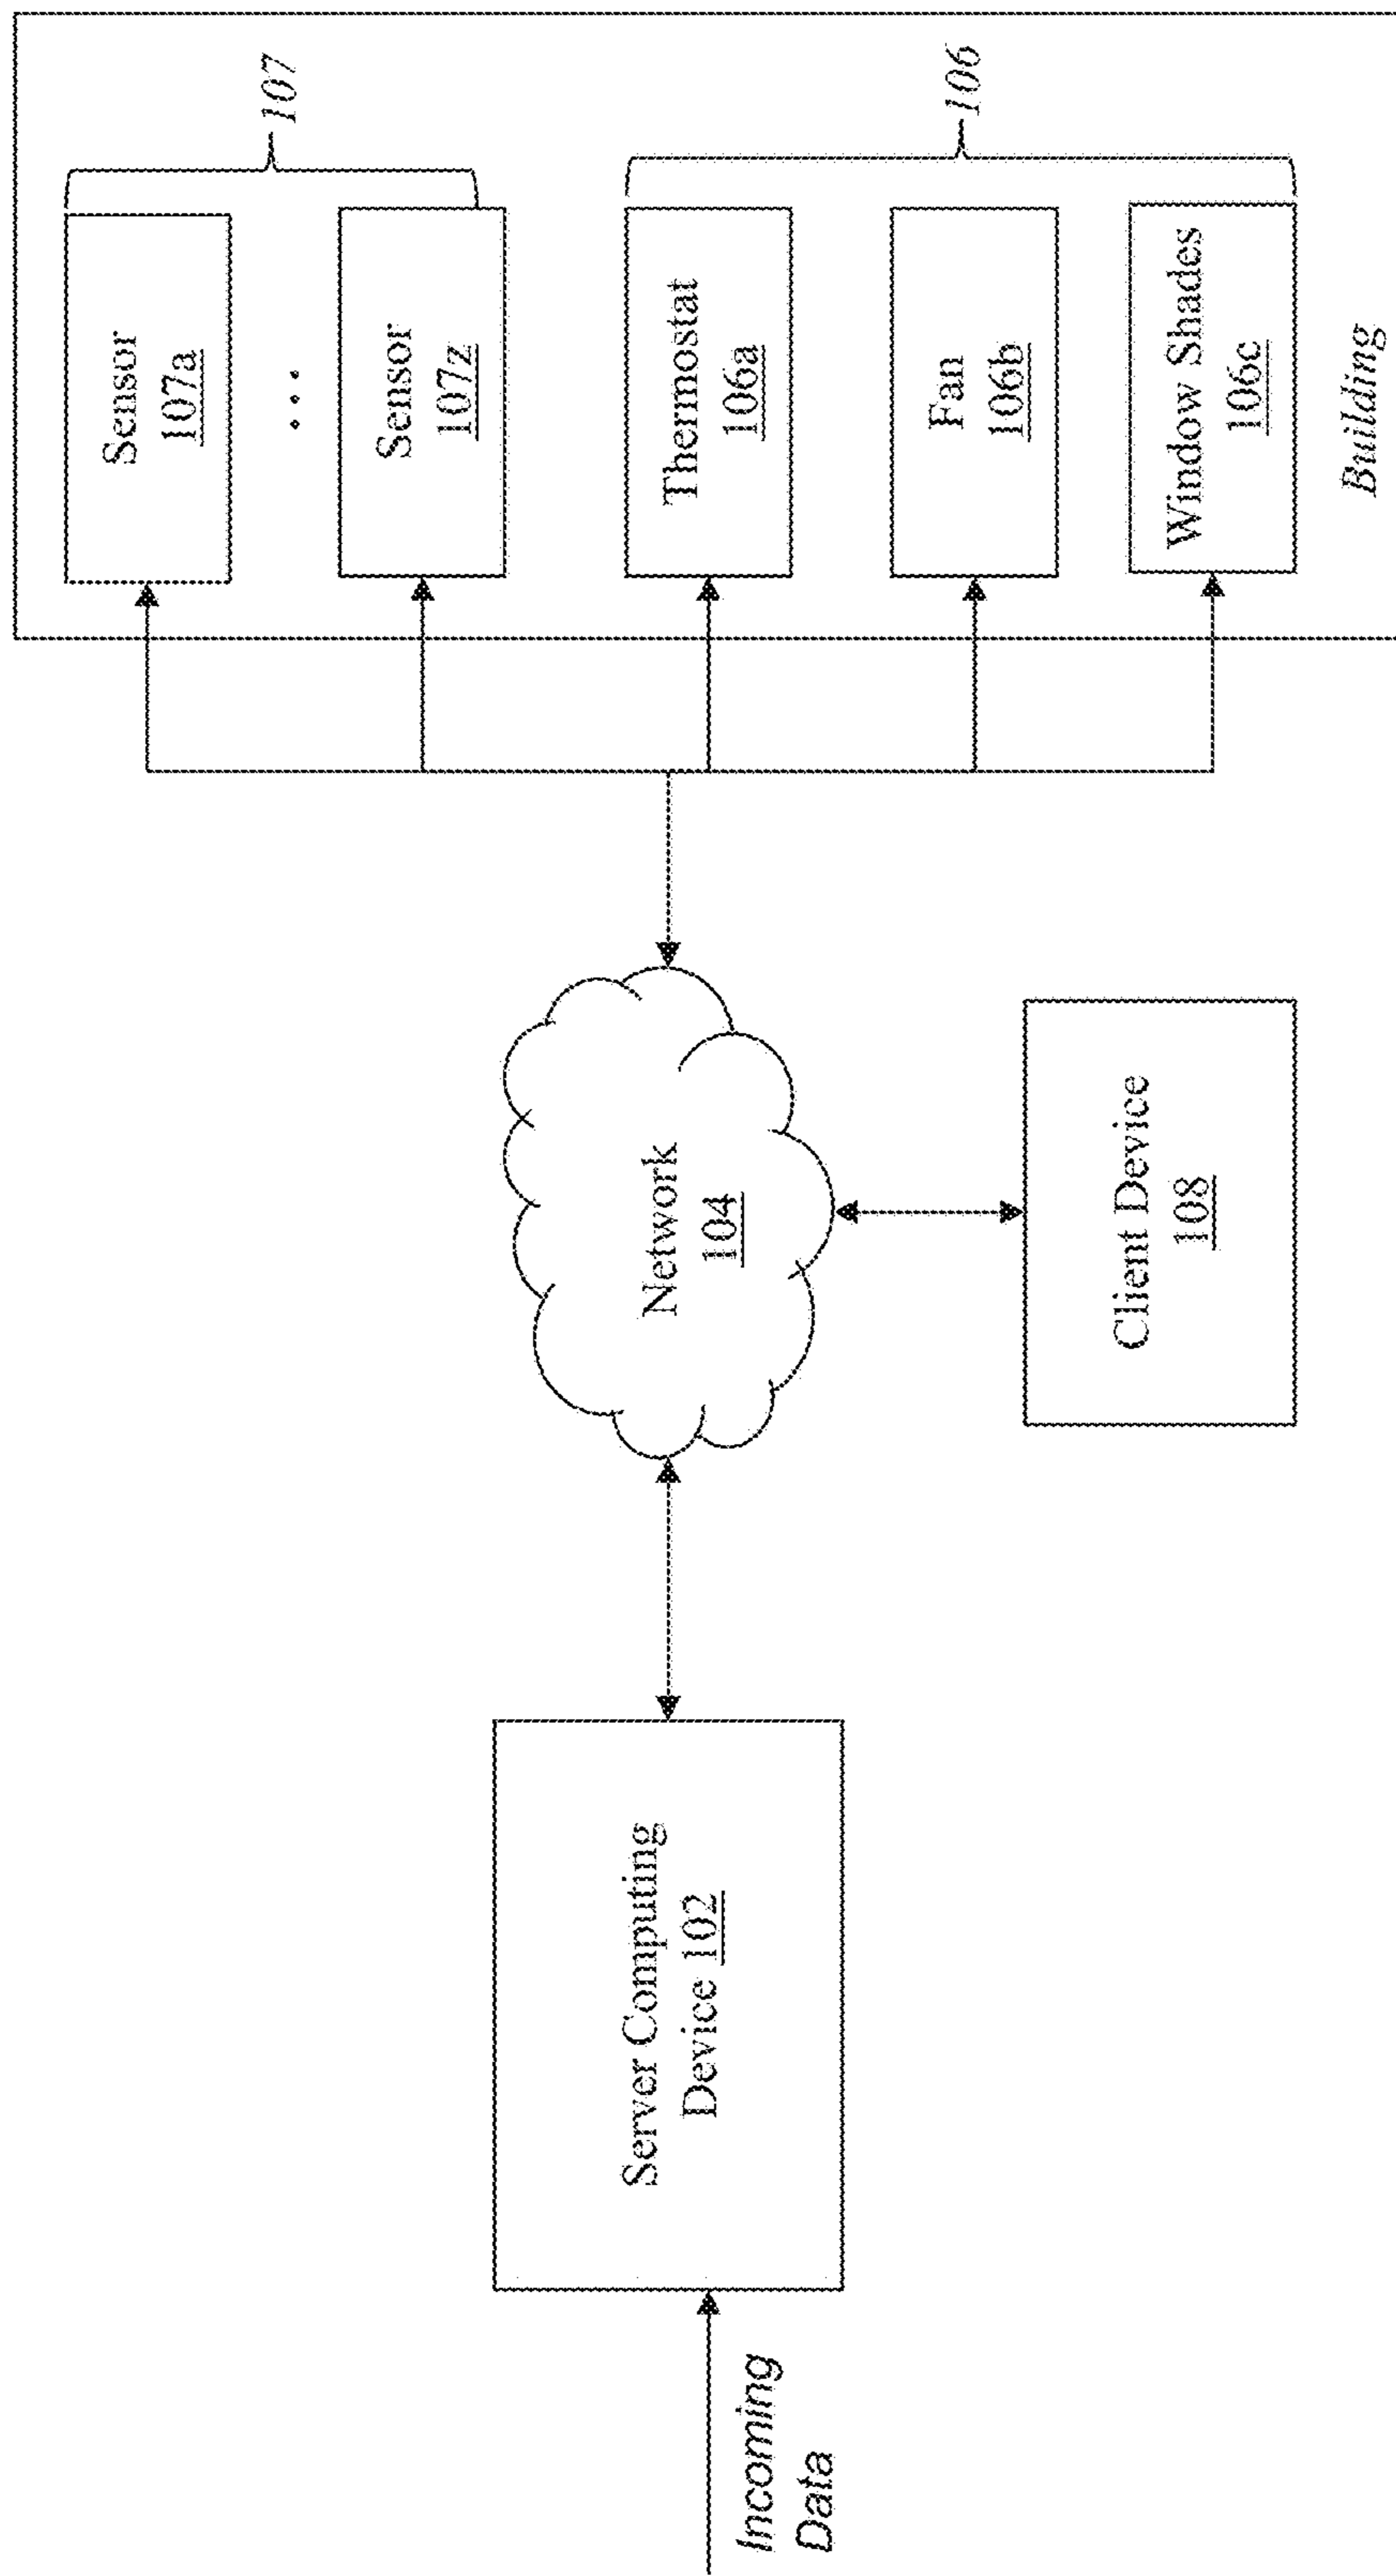 Incoming
Data
Server Computing
Device 102
Network
104
Client Device
108
Sensor
107a
Sensor
107z
107
Thermostat
106a
Fan
106b
Window Shades
106c
106
Building